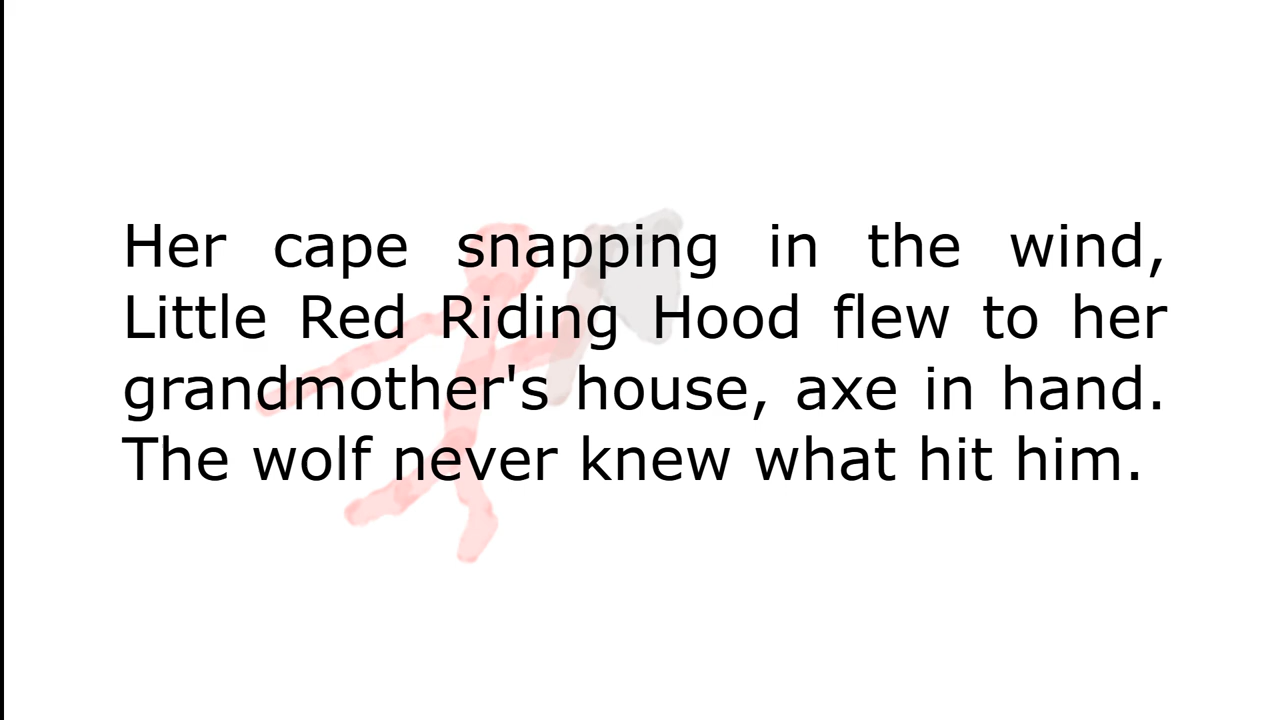 Her cape snapping in the wind,
Little Red Riding Hood flew to her
grandmother's house, axe in hand.
The wolf never knew what hit him.